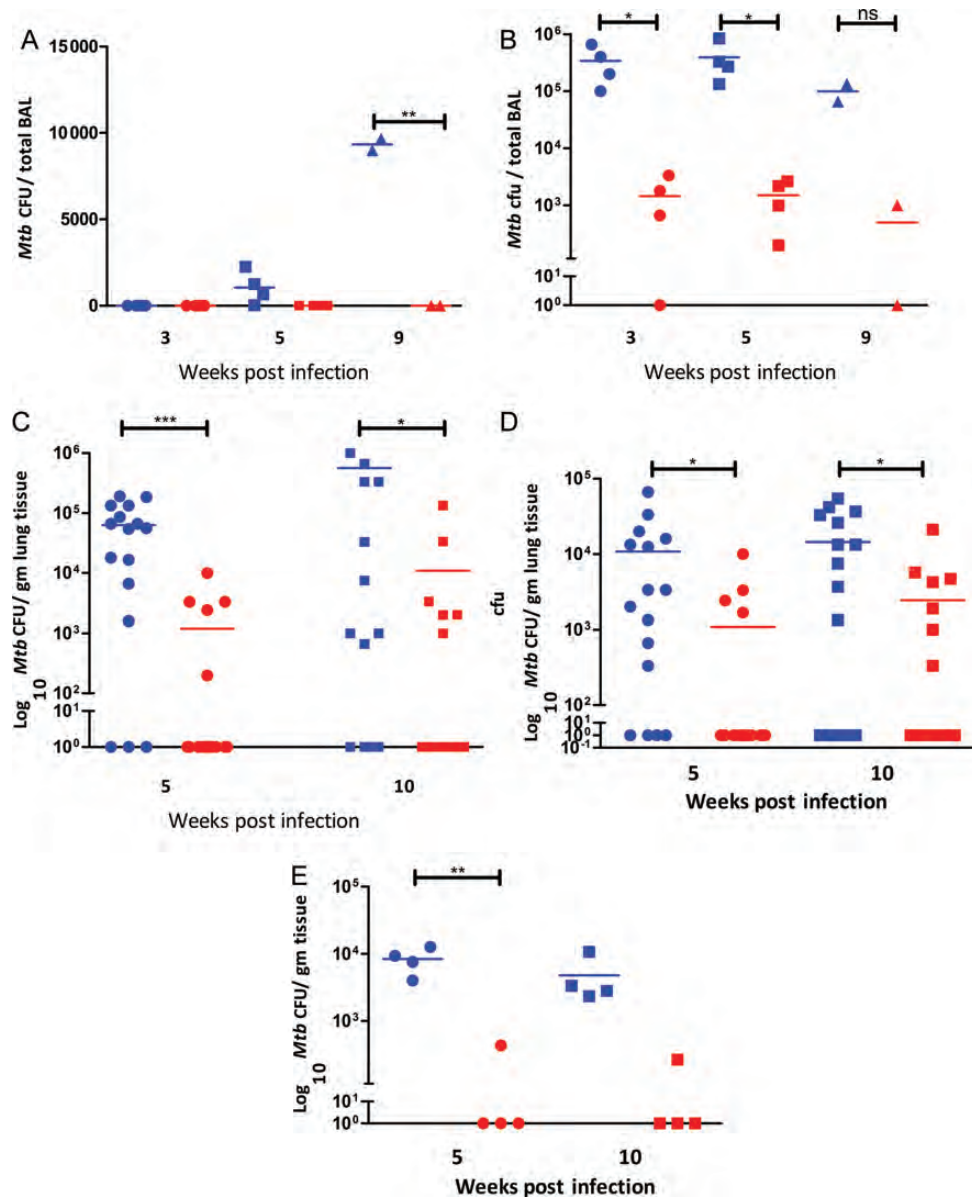 A
Mtb CFU / total BAL
15000
10000
5000
0
**
3 5 9
Weeks post infection
B
Mtb cfu / total BAL
10⁶
10⁵
10⁴
10³
10¹
10⁰
* * ns
3 5 9
Weeks post infection
C
Log 10 Mtb CFU/ gm lung tissue
10⁶
10⁵
10⁴
10³
10²
10¹
10⁰
*** *
5 10
Weeks post infection
D
cfu
Log 10 Mtb CFU/ gm lung tissue
10⁵
10⁴
10³
10²
10¹
10⁰
10⁻¹
* *
5 10
Weeks post infection
E
Log 10 Mtb CFU/ gm tissue
10⁵
10⁴
10³
10¹
10⁰
**
5 10
Weeks post infection